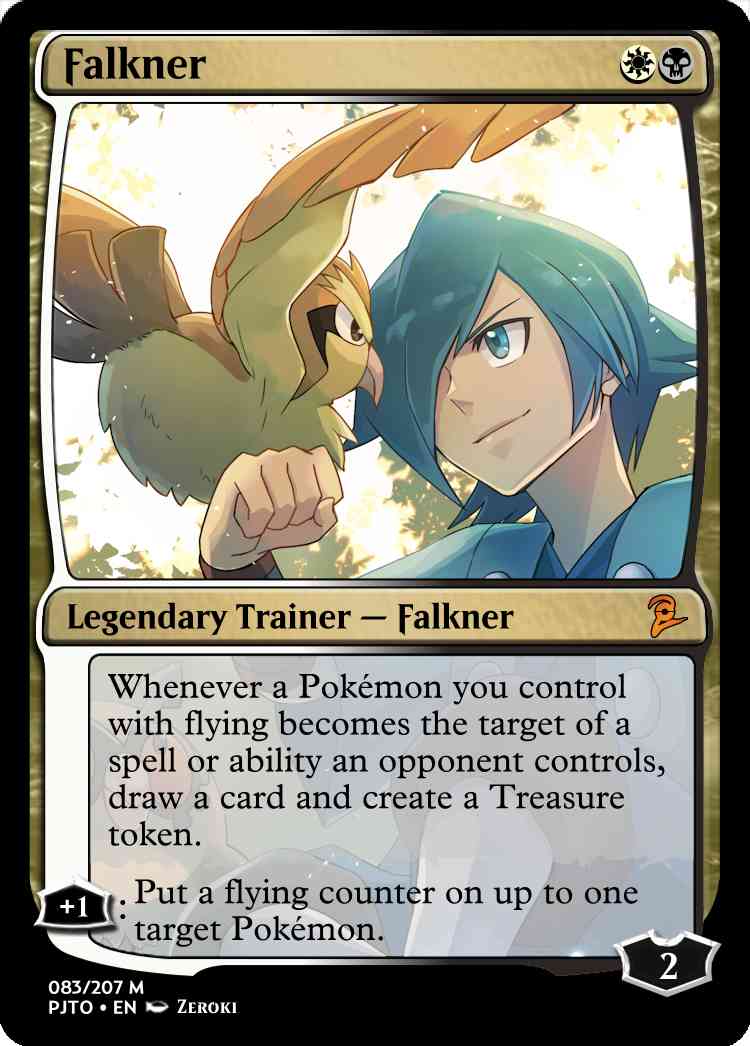 Falkner
Legendary Trainer — Falkner
Whenever a Pokémon you control
with flying becomes the target of a
spell or ability an opponent controls,
draw a card and create a Treasure
token.
+1 : Put a flying counter on up to one
target Pokémon.
2
083/207 M
PJTO • EN Zeroki